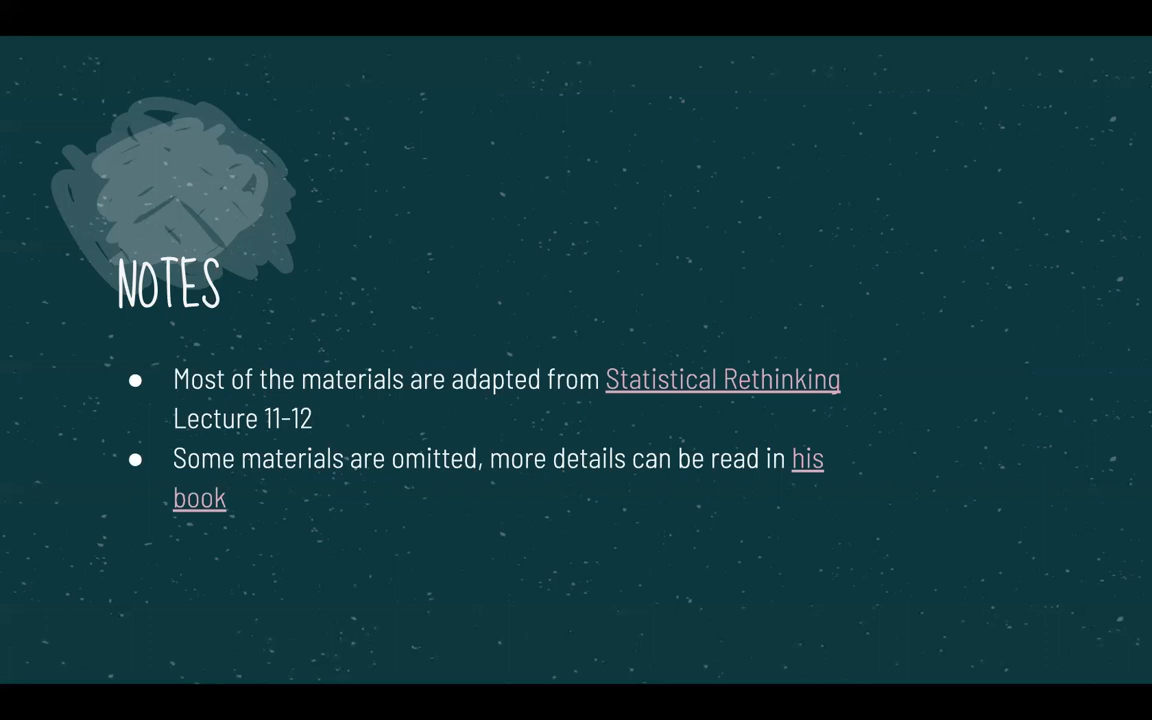 NOTES
● Most of the materials are adapted from Statistical Rethinking
Lecture 11-12
● Some materials are omitted, more details can be read in his
book